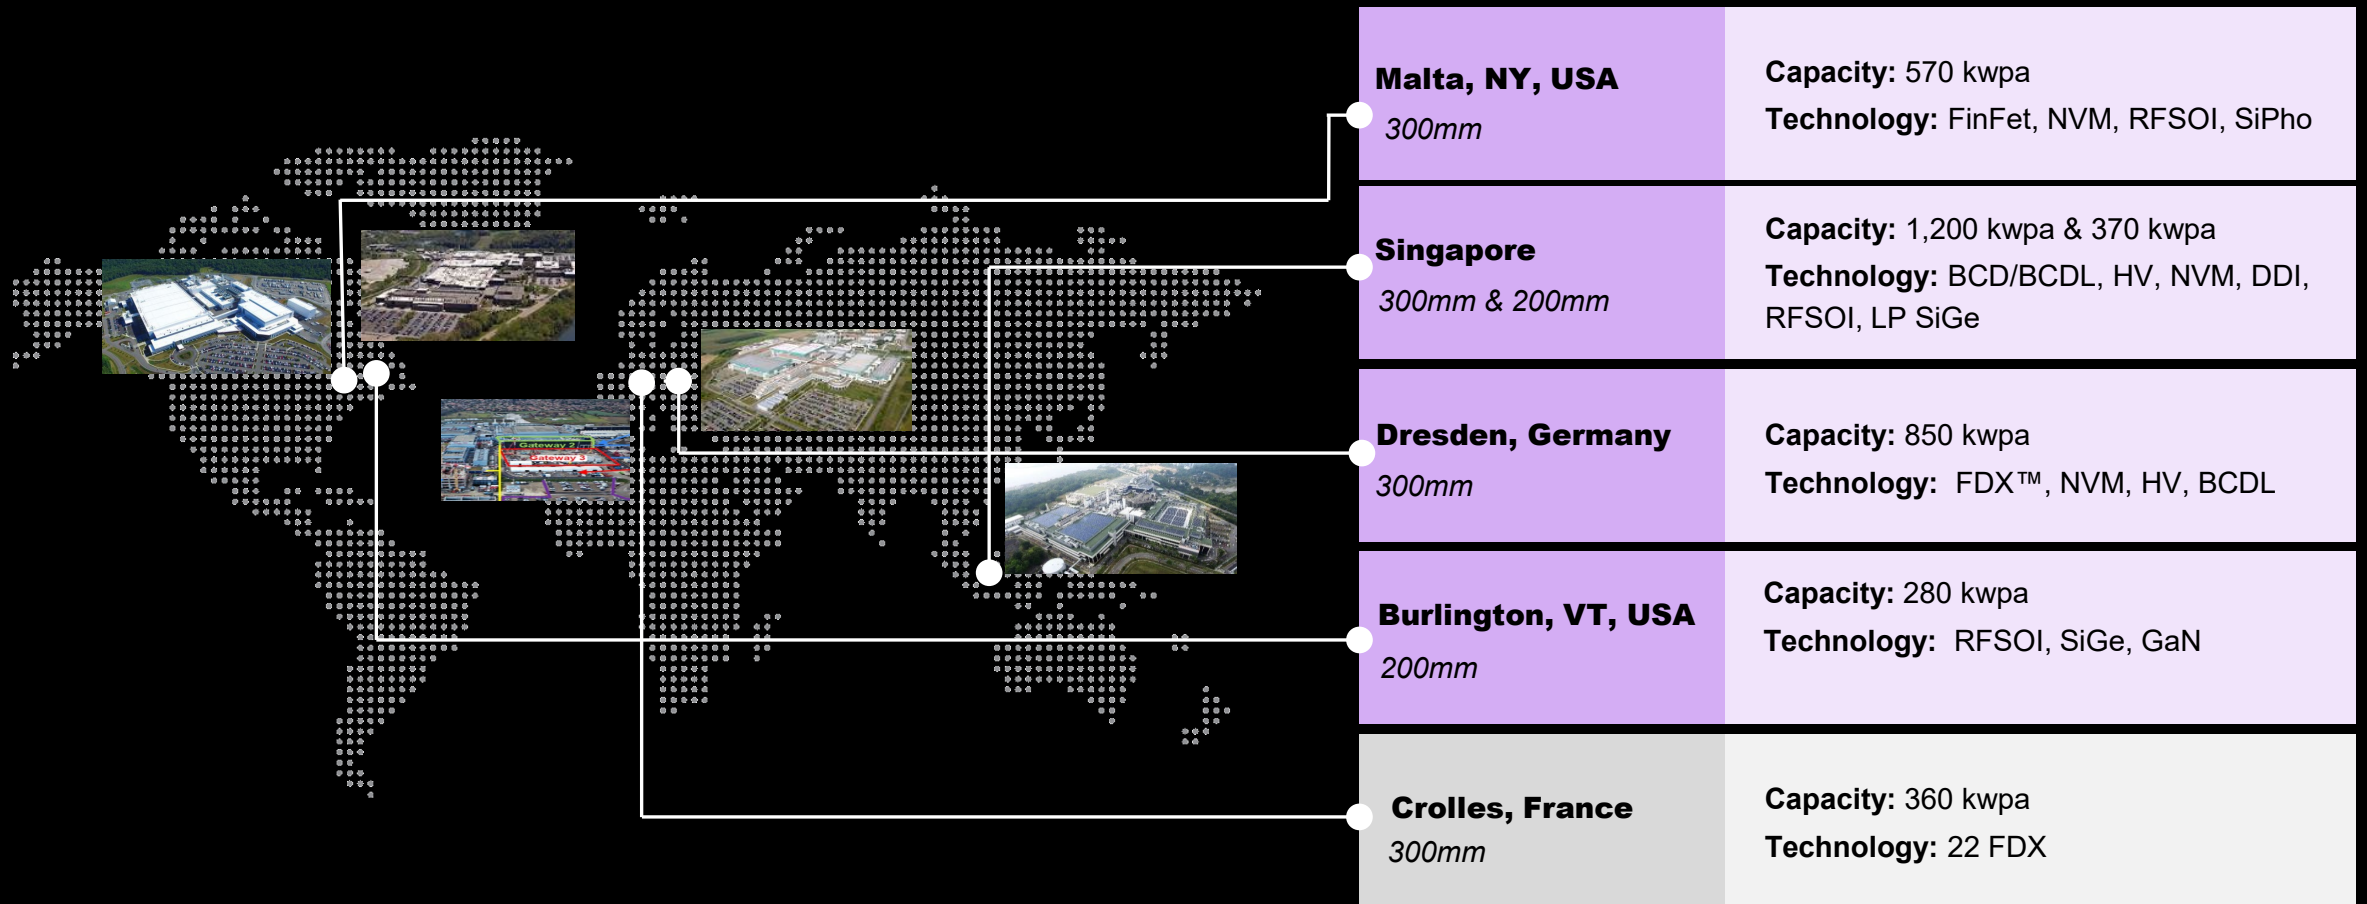 Malta, NY, USA
300mm
Capacity: 570 kwpa
Technology: FinFet, NVM, RFSOI, SiPho
Singapore
300mm & 200mm
Capacity: 1,200 kwpa & 370 kwpa
Technology: BCD/BCDL, HV, NVM, DDI,
RFSOI, LP SiGe
Dresden, Germany
300mm
Capacity: 850 kwpa
Technology:  FDX™, NVM, HV, BCDL
Burlington, VT, USA
200mm
Capacity: 280 kwpa
Technology:  RFSOI, SiGe, GaN
Crolles, France
300mm
Capacity: 360 kwpa
Technology: 22 FDX
Gateway 2
Gateway 3